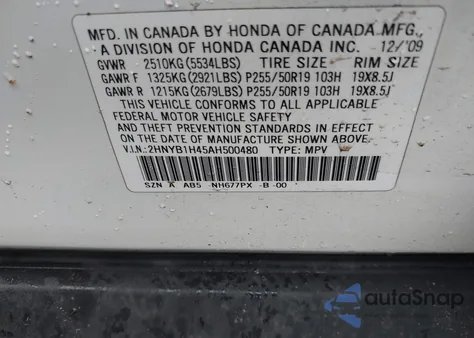 MFD. IN CANADA BY HONDA OF CANADA MFG.,
A DIVISION OF HONDA CANADA INC. 12/'09
GVWR 2510KG(5534LBS) TIRE SIZE RIM SIZE
GAWR F 1325KG(2921LBS) P255/50R19 103H 19X8.5J
GAWR R 1215KG(2679LBS) P255/50R19 103H 19X8.5J
THIS VEHICLE CONFORMS TO ALL APPLICABLE
FEDERAL MOTOR VEHICLE SAFETY
AND THEFT PREVENTION STANDARDS IN EFFECT
ON THE DATE OF MANUFACTURE SHOWN ABOVE.
V.I.N.: 2HNYB1H45AH500480 TYPE: MPV
SZN A AB5 NH677PX -B -00
autoSnap